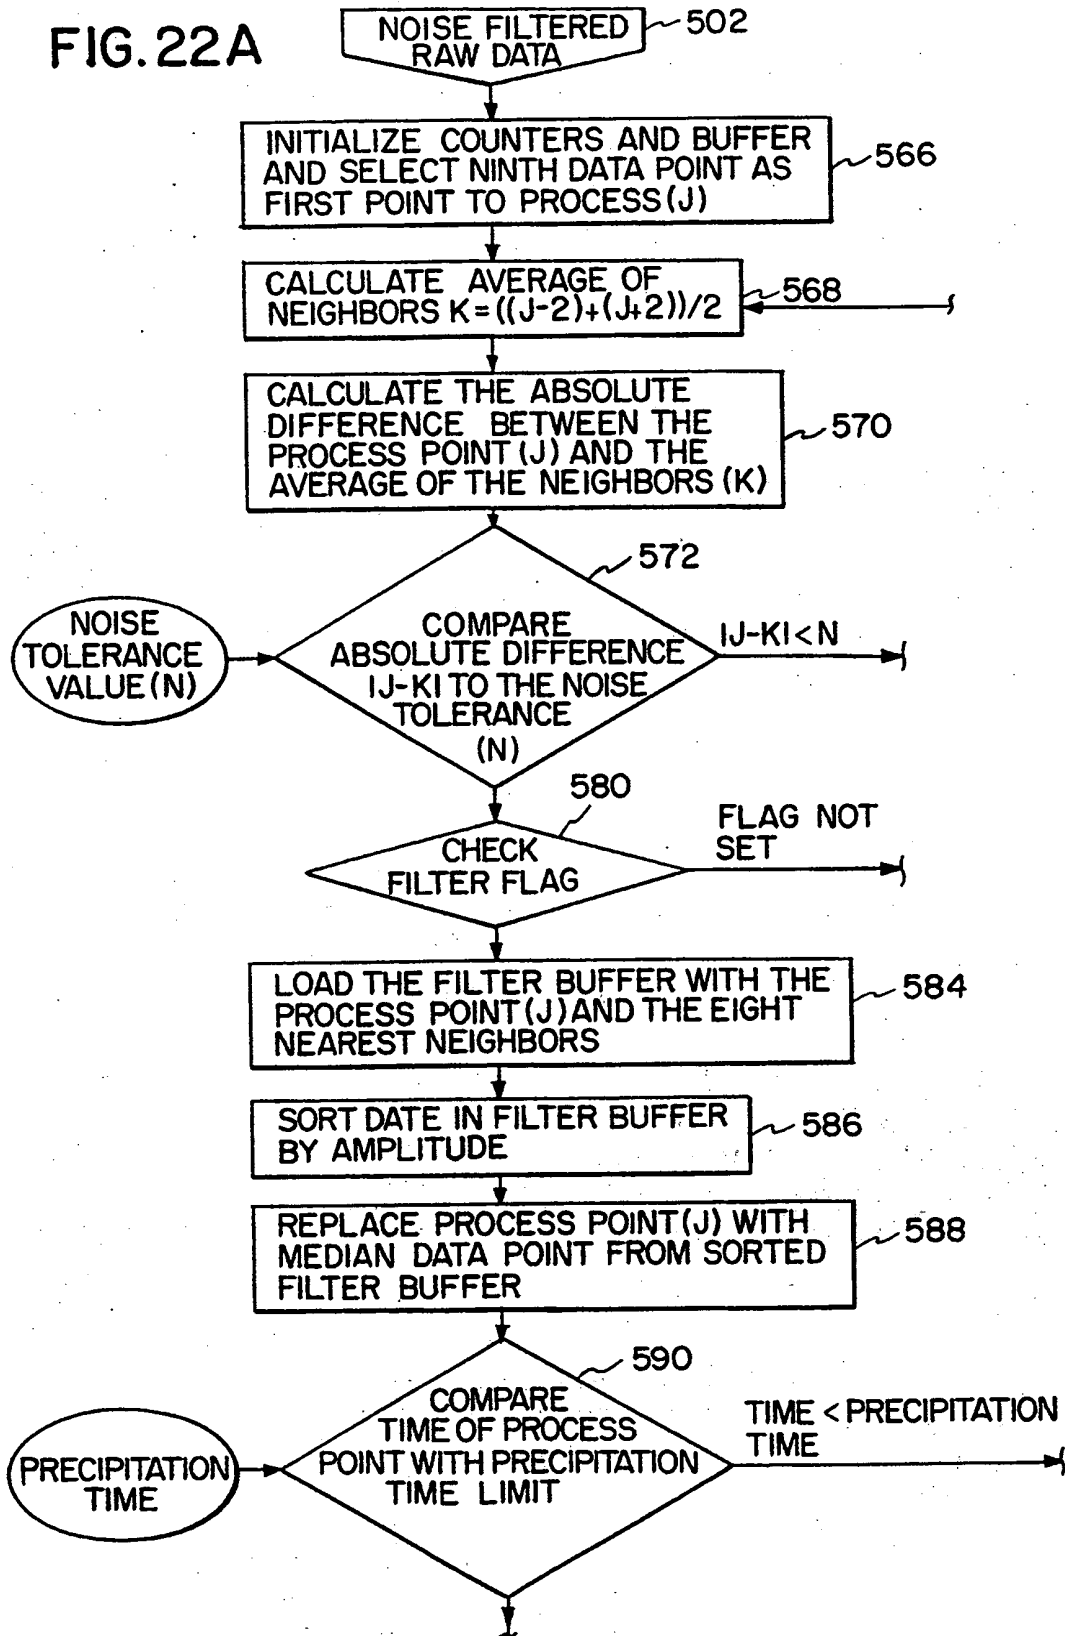 FIG. 22A
NOISE FILTERED
RAW DATA
502
INITIALIZE COUNTERS AND BUFFER
AND SELECT NINTH DATA POINT AS
FIRST POINT TO PROCESS (J)
566
CALCULATE AVERAGE OF
NEIGHBORS K=((J-2)+(J+2))/2
568
CALCULATE THE ABSOLUTE
DIFFERENCE BETWEEN THE
PROCESS POINT (J) AND THE
AVERAGE OF THE NEIGHBORS (K)
570
572
NOISE
TOLERANCE
VALUE (N)
COMPARE
ABSOLUTE DIFFERENCE
|J-K| TO THE NOISE
TOLERANCE
(N)
|J-K|<N
580
CHECK
FILTER FLAG
FLAG NOT
SET
LOAD THE FILTER BUFFER WITH THE
PROCESS POINT (J) AND THE EIGHT
NEAREST NEIGHBORS
584
SORT DATE IN FILTER BUFFER
BY AMPLITUDE
586
REPLACE PROCESS POINT (J) WITH
MEDIAN DATA POINT FROM SORTED
FILTER BUFFER
588
590
PRECIPITATION
TIME
COMPARE
TIME OF PROCESS
POINT WITH PRECIPITATION
TIME LIMIT
TIME < PRECIPITATION
TIME